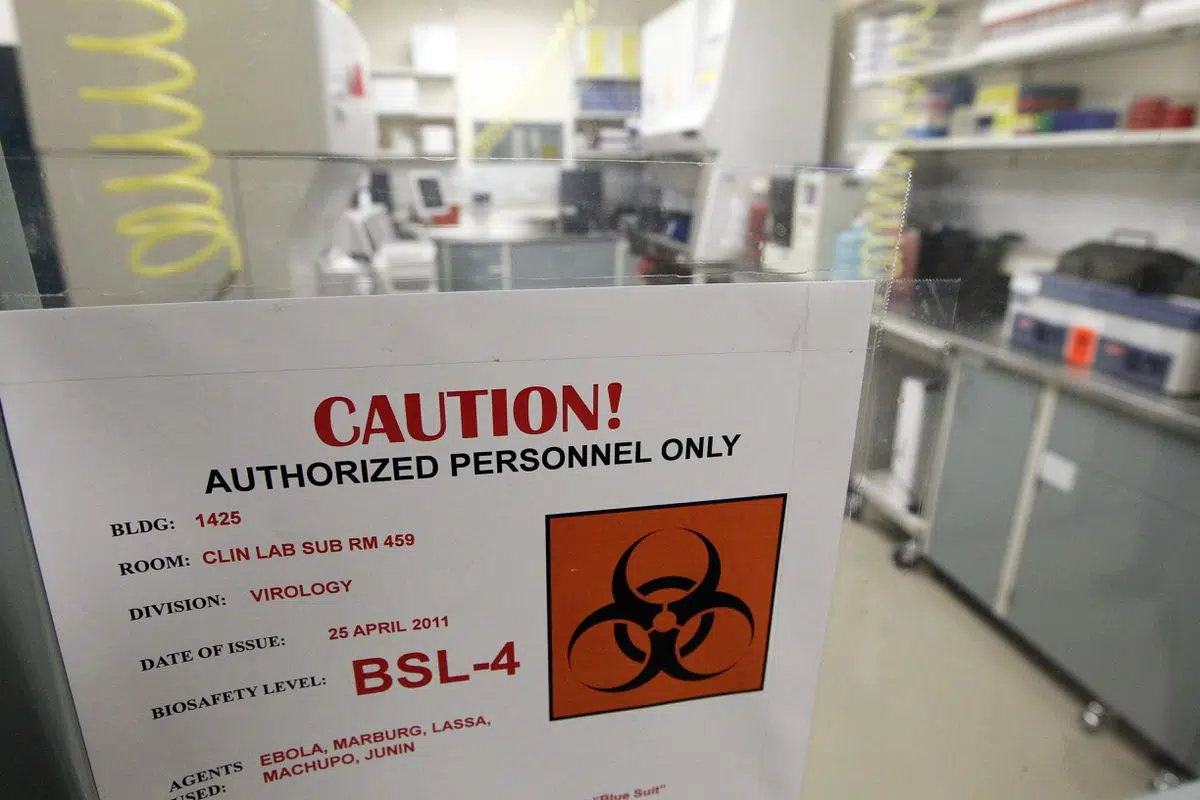 CAUTION!
AUTHORIZED PERSONNEL ONLY
BLDG: 1425
ROOM: CLIN LAB SUB RM 459
DIVISION: VIROLOGY
DATE OF ISSUE: 25 APRIL 2011
BIOSAFETY LEVEL: BSL-4
AGENTS USED: EBOLA, MARBURG, LASSA,
MACHUPO, JUNIN
"Blue Suit"